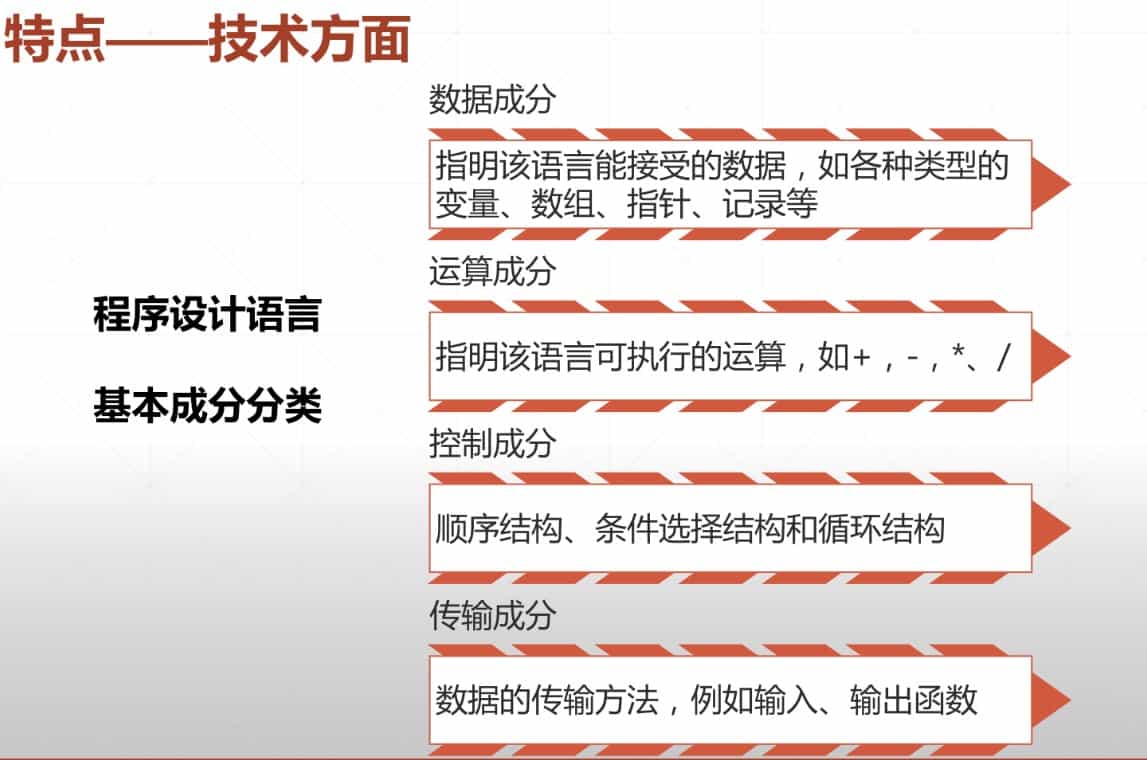 特点——技术方面
数据成分
指明该语言能接受的数据，如各种类型的
变量、数组、指针、记录等
运算成分
程序设计语言
指明该语言可执行的运算，如+，-，*、/
基本成分分类
控制成分
顺序结构、条件选择结构和循环结构
传输成分
数据的传输方法，例如输入、输出函数